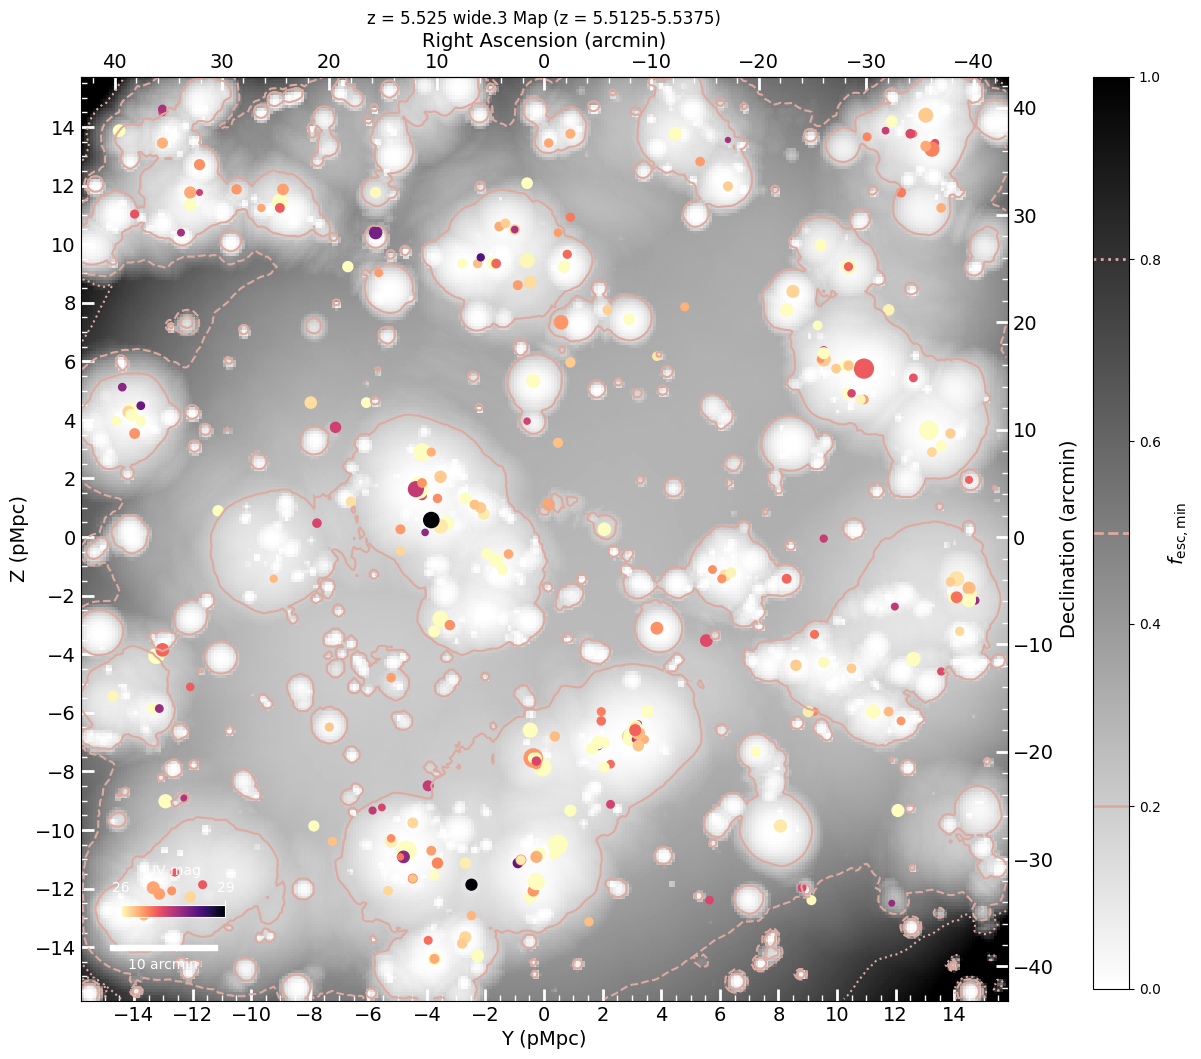 z = 5.525 wide.3 Map (z = 5.5125-5.5375)
Right Ascension (arcmin)
40 30 20 10 0 −10 −20 −30 −40
14 12 10 8 6 4 2 0 −2 −4 −6 −8 −10 −12 −14
Z (pMpc)
40 30 20 10 0 −10 −20 −30 −40
Declination (arcmin)
1.0
0.8
0.6
0.4
0.2
0.0
fesc,min
UV mag
26 29
10 arcmin
−14 −12 −10 −8 −6 −4 −2 0 2 4 6 8 10 12 14
Y (pMpc)